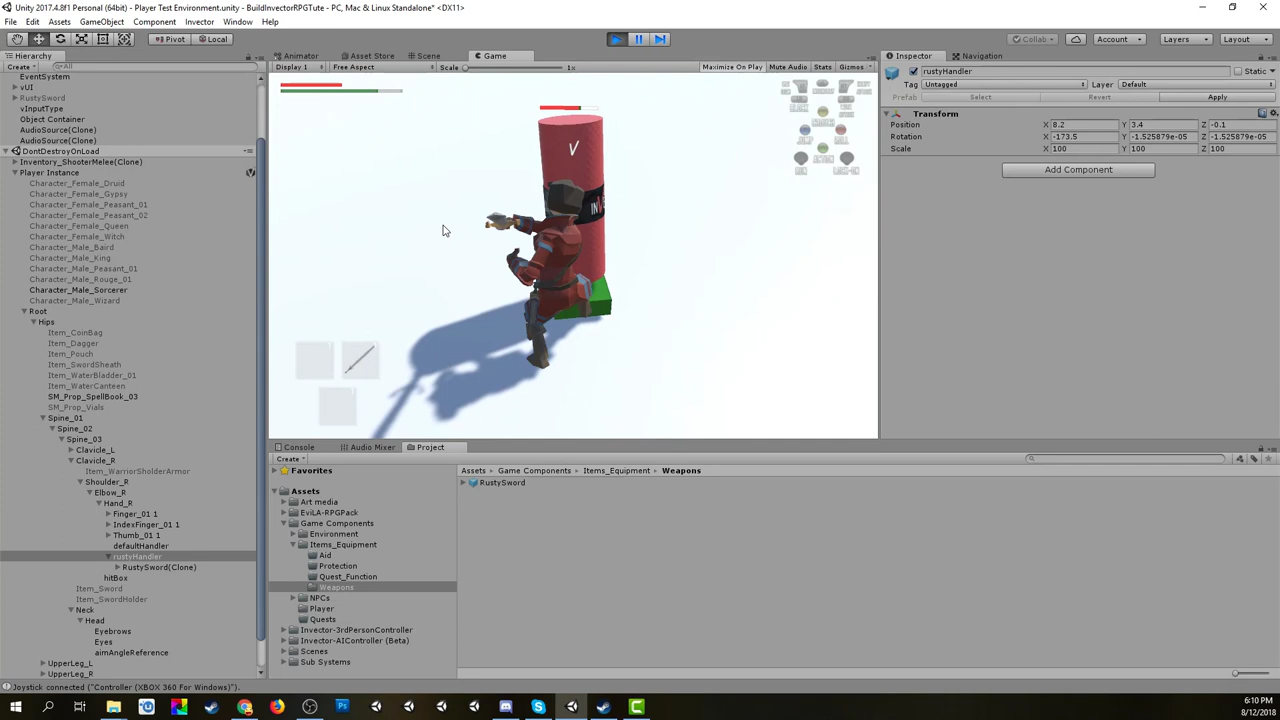 Unity 2017.4.8f1 Personal (64bit) - Player Test Environment.unity - BuildInvectorRPGTute - PC, Mac & Linux Standalone* <DX11>
File Edit Assets GameObject Component Invector Window Help
Pivot Local Collab Account Layers Layout
Hierarchy Animator Asset Store Scene Game Inspector Navigation
Create All Display 1 Free Aspect Scale 1x Maximize On Play Mute Audio Stats Gizmos
rustyHandler Static
Tag Untagged Layer Default
Prefab Select Revert Apply
Transform
Position X 8.2 Y 3.4 Z -0.1
Rotation X -173.5 Y -1.525879e-05 Z -1.525879e-05
Scale X 100 Y 100 Z 100
Add Component
EventSystem
vUI
RustySword
vInputType
Object Container
AudioSource(Clone)
AudioSource(Clone)
DontDestroyOnLoad
Inventory_ShooterMelee(Clone)
Player Instance
Character_Female_Druid
Character_Female_Gypsy
Character_Female_Peasant_01
Character_Female_Peasant_02
Character_Female_Queen
Character_Female_Witch
Character_Male_Baird
Character_Male_King
Character_Male_Peasant_01
Character_Male_Rouge_01
Character_Male_Sorcerer
Character_Male_Wizard
Root
Hips
Item_CoinBag
Item_Dagger
Item_Pouch
Item_SwordSheath
Item_WaterBladder_01
Item_WaterCanteen
SM_Prop_SpellBook_03
SM_Prop_Vials
Spine_01
Spine_02
Spine_03
Clavicle_L
Clavicle_R
Item_WarriorSholderArmor
Shoulder_R
Elbow_R
Hand_R
Finger_01 1
IndexFinger_01 1
Thumb_01 1
defaultHandler
rustyHandler
RustySword(Clone)
hitBox
Item_Sword
Item_SwordHolder
Neck
Head
Eyebrows
Eyes
aimAngleReference
UpperLeg_L
UpperLeg_R
V
Console Audio Mixer Project
Create
Favorites
Assets
Art media
EviLA-RPGPack
Game Components
Environment
Items_Equipment
Aid
Protection
Quest_Function
Weapons
NPCs
Player
Quests
Invector-3rdPersonController
Invector-AIController (Beta)
Scenes
Sub Systems
Assets Game Components Items_Equipment Weapons
RustySword
Joystick connected ("Controller (XBOX 360 For Windows)").
6:10 PM
8/12/2018